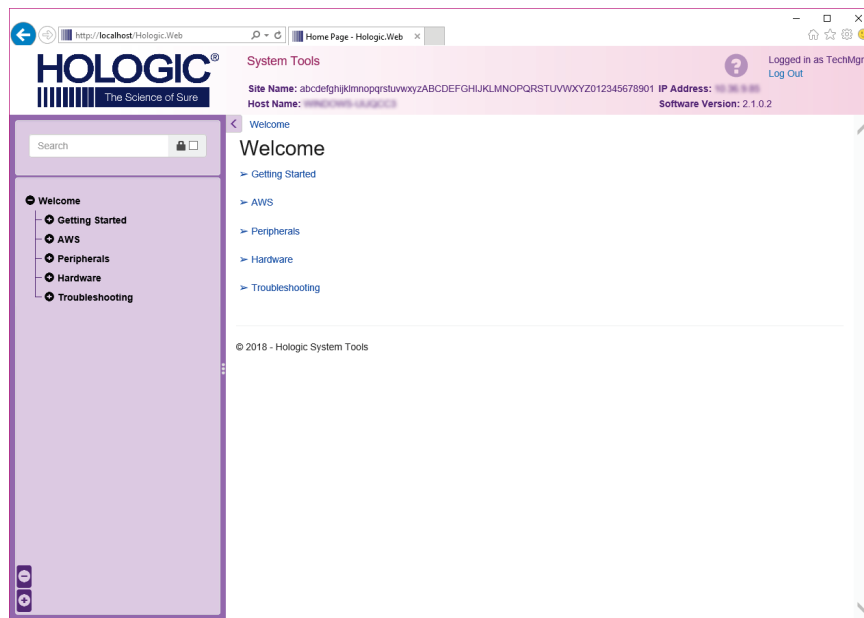 http://localhost/Hologic.Web
Home Page - Hologic.Web
HOLOGIC®
The Science of Sure
System Tools
Logged in as TechMgr
Log Out
Site Name: abcdefghijklmnopqrstuvwxyzABCDEFGHIJKLMNOPQRSTUVWXYZ012345678901 IP Address:
Host Name: Software Version: 2.1.0.2
Search
Welcome
Getting Started
AWS
Peripherals
Hardware
Troubleshooting
Welcome
Welcome
➢ Getting Started
➢ AWS
➢ Peripherals
➢ Hardware
➢ Troubleshooting
© 2018 - Hologic System Tools